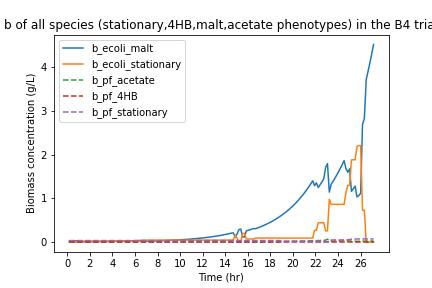 b of all species (stationary,4HB,malt,acetate phenotypes) in the B4
b_ecoli_malt
b_ecoli_stationary
b_pf_acetate
b_pf_4HB
b_pf_stationary
Biomass concentration (g/L)
4
3
2
1
0
0 2 4 6 8 10 12 14 16 18 20 22 24 26
Time (hr)